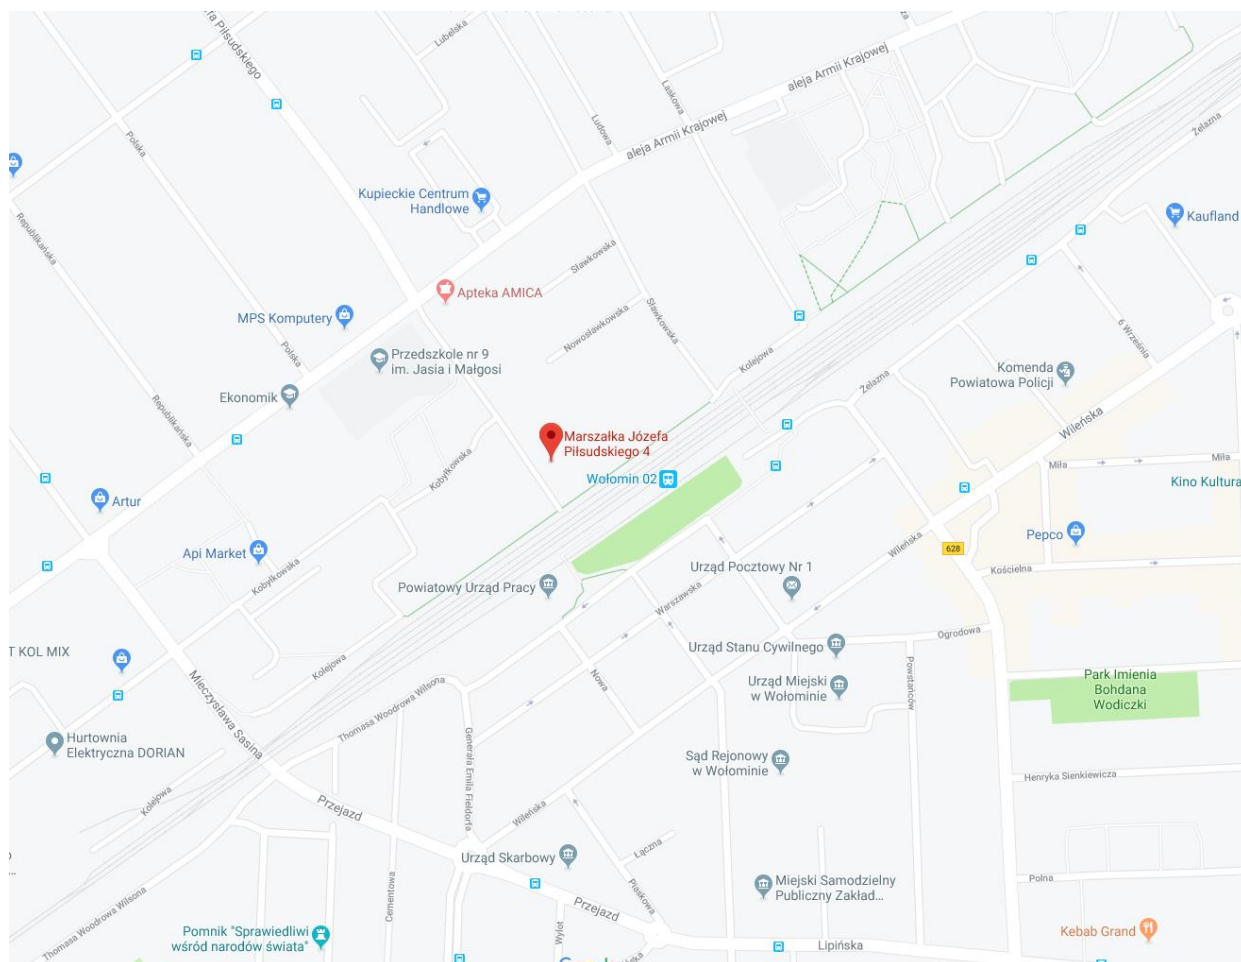 Lubelska
fa Piłsudskiego
aleja Armii Krajowej
Laskowa
Ludowa
Żelazna
Polska
aleja Armii Krajowej
Kupieckie Centrum
Handlowe
Kaufland
Republikańska
Sławkowska
Apteka AMICA
MPS Komputery
Nowosławkowska
Sławkowska
6 Września
Polska
Przedszkole nr 9
im. Jasia i Małgosi
Kolejowa
Komenda
Powiatowa Policji
Żelazna
Ekonomik
Republikańska
Wileńska
Marszałka Józefa
Piłsudskiego 4
Kobyłkowska
Miła
Miła
Wołomin 02
Kino Kultura
Artur
Pepco
Wileńska
628
Api Market
Urząd Pocztowy Nr 1
Kościelna
Kobyłkowska
Powiatowy Urząd Pracy
Warszawska
Ogrodowa
Urząd Stanu Cywilnego
T KOL MIX
Kolejowa
Nowa
Powstańców
Urząd Miejski
w Wołominie
Park Imienia
Bohdana
Wodiczki
Mieczysława Sasina
Thomasa Woodrowa Wilsona
Hurtownia
Elektryczna DORIAN
Generała Emila Fieldorfa
Sąd Rejonowy
w Wołominie
Henryka Sienkiewicza
Kolejowa
Przejazd
Wileńska
Łączna
Urząd Skarbowy
Piaskowa
Miejski Samodzielny
Publiczny Zakład...
Polna
Cementowa
Thomasa Woodrowa Wilsona
Przejazd
Pomnik "Sprawiedliwi
wśród narodów świata"
Wylot
Lipińska
Kebab Grand